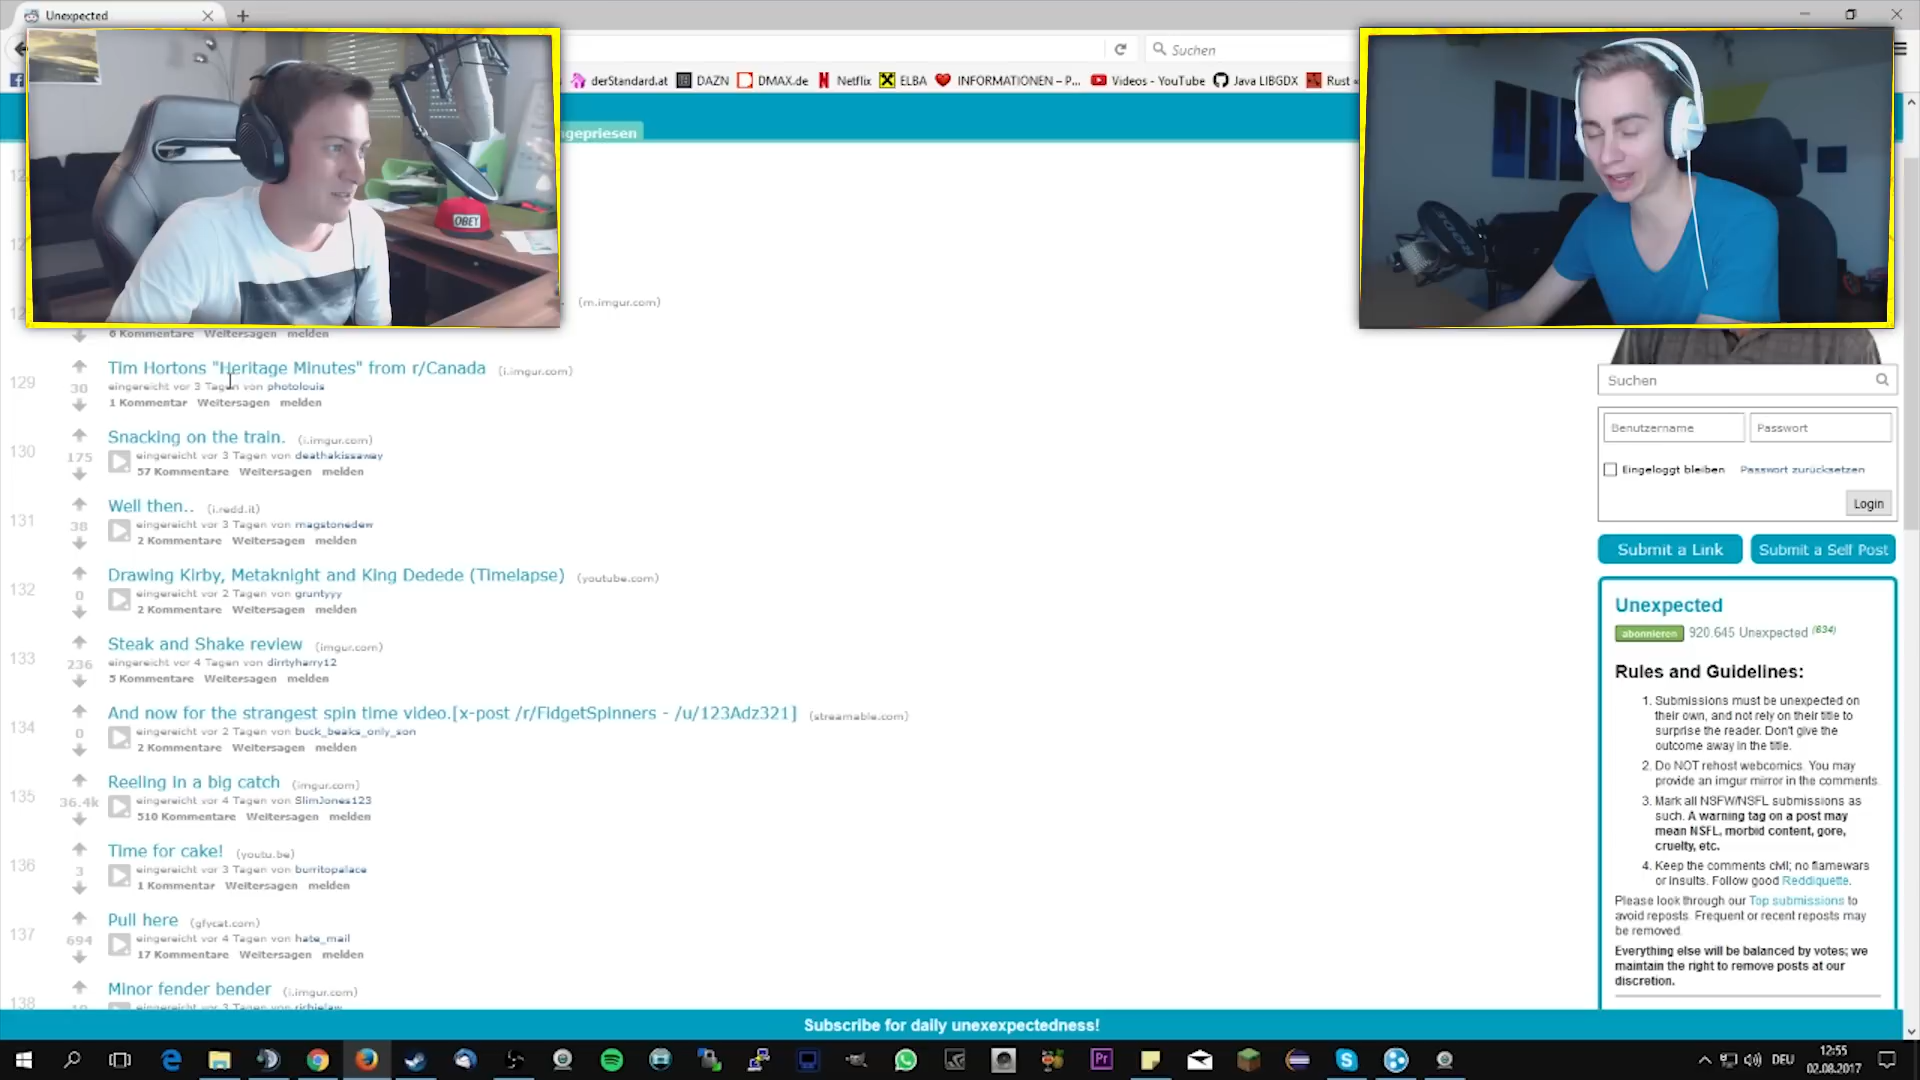 Unexpected
Suchen
derStandard.at DAZN DMAX.de Netflix ELBA INFORMATIONEN – P... Videos - YouTube Java LIBGDX Rust
gepriesen
OBEY
(m.imgur.com)
6 Kommentare Weitersagen melden
129
30
Tim Hortons "Heritage Minutes" from r/Canada (i.imgur.com)
eingereicht vor 3 Tagen von photolouis
1 Kommentar Weitersagen melden
130
175
Snacking on the train. (i.imgur.com)
eingereicht vor 3 Tagen von deathakissaway
57 Kommentare Weitersagen melden
131
38
Well then.. (i.redd.it)
eingereicht vor 3 Tagen von magstonedew
2 Kommentare Weitersagen melden
132
0
Drawing Kirby, Metaknight and King Dedede (Timelapse) (youtube.com)
eingereicht vor 2 Tagen von gruntyyy
2 Kommentare Weitersagen melden
133
236
Steak and Shake review (imgur.com)
eingereicht vor 4 Tagen von dirrtyharry12
5 Kommentare Weitersagen melden
134
0
And now for the strangest spin time video.[x-post /r/FidgetSpinners - /u/123Adz321] (streamable.com)
eingereicht vor 2 Tagen von buck_beaks_only_son
2 Kommentare Weitersagen melden
135
36.4k
Reeling in a big catch (imgur.com)
eingereicht vor 4 Tagen von SlimJones123
510 Kommentare Weitersagen melden
136
3
Time for cake! (youtu.be)
eingereicht vor 3 Tagen von burritopalace
1 Kommentar Weitersagen melden
137
694
Pull here (gfycat.com)
eingereicht vor 4 Tagen von hate_mail
17 Kommentare Weitersagen melden
138
Minor fender bender (i.imgur.com)
eingereicht vor 3 Tagen von richielaw
Suchen
Benutzername Passwort
Eingeloggt bleiben Passwort zurücksetzen
Login
Submit a Link Submit a Self Post
Unexpected
abonnieren 920.645 Unexpected (634)
Rules and Guidelines:
1. Submissions must be unexpected on
their own, and not rely on their title to
surprise the reader. Don't give the
outcome away in the title.
2. Do NOT rehost webcomics. You may
provide an imgur mirror in the comments.
3. Mark all NSFW/NSFL submissions as
such. A warning tag on a post may
mean NSFL, morbid content, gore,
cruelty, etc.
4. Keep the comments civil; no flamewars
or insults. Follow good Reddiquette.
Please look through our Top submissions to
avoid reposts. Frequent or recent reposts may
be removed.
Everything else will be balanced by votes; we
maintain the right to remove posts at our
discretion.
Subscribe for daily unexexpectedness!
DEU
12:55
02.08.2017